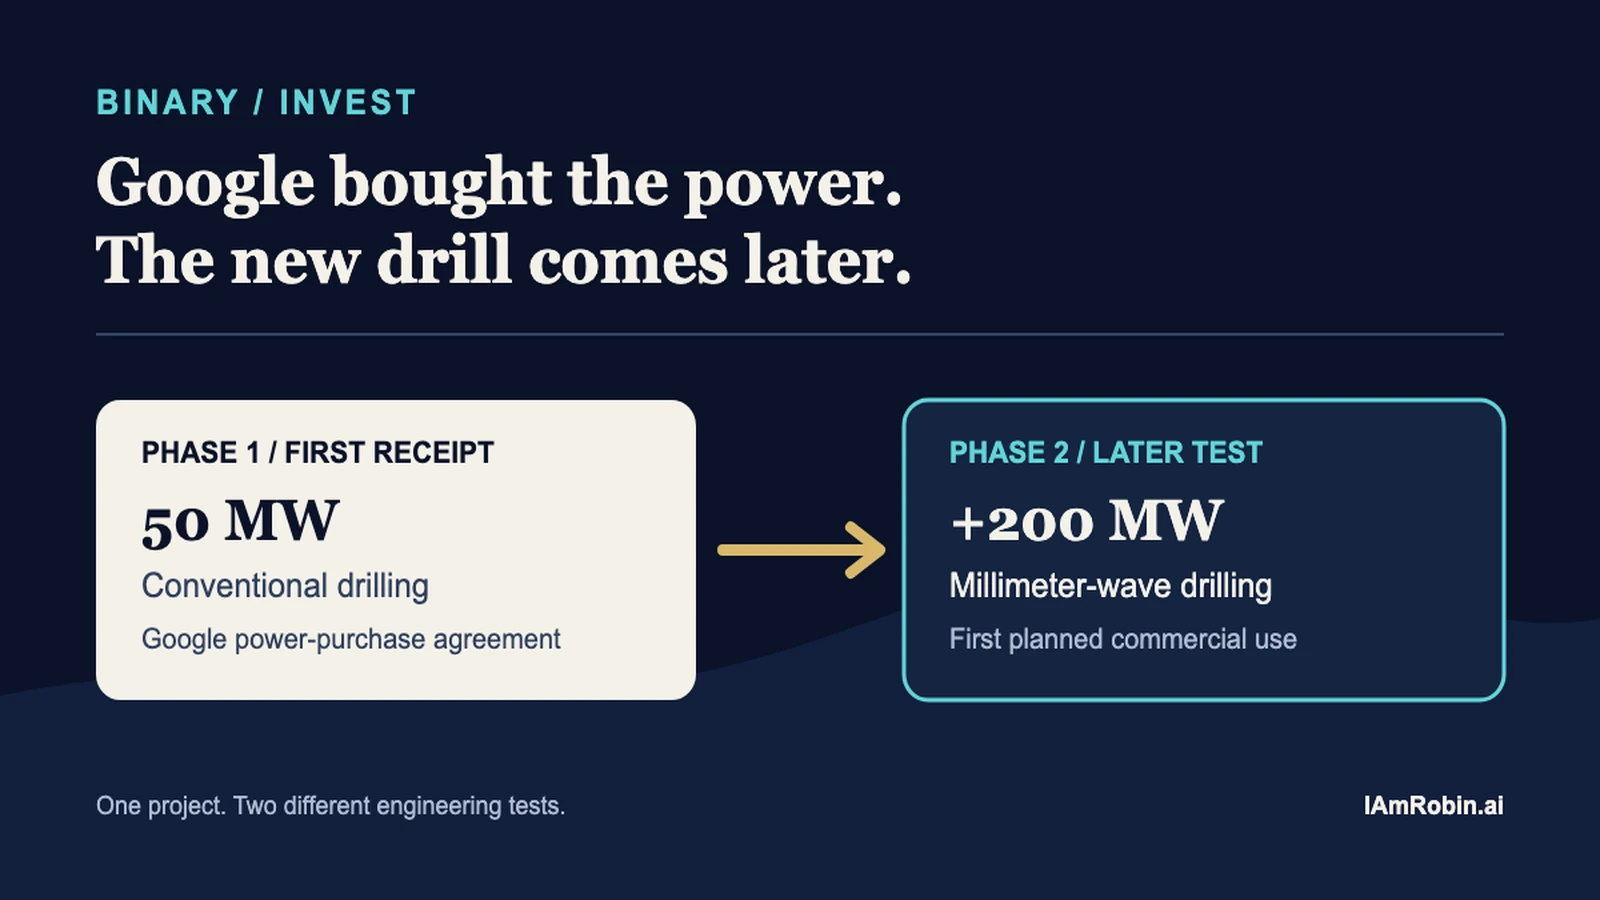 BINARY / INVEST
Google bought the power.
The new drill comes later.
PHASE 1 / FIRST RECEIPT
50 MW
Conventional drilling
Google power-purchase agreement
PHASE 2 / LATER TEST
+200 MW
Millimeter-wave drilling
First planned commercial use
One project. Two different engineering tests.
IAmRobin.ai